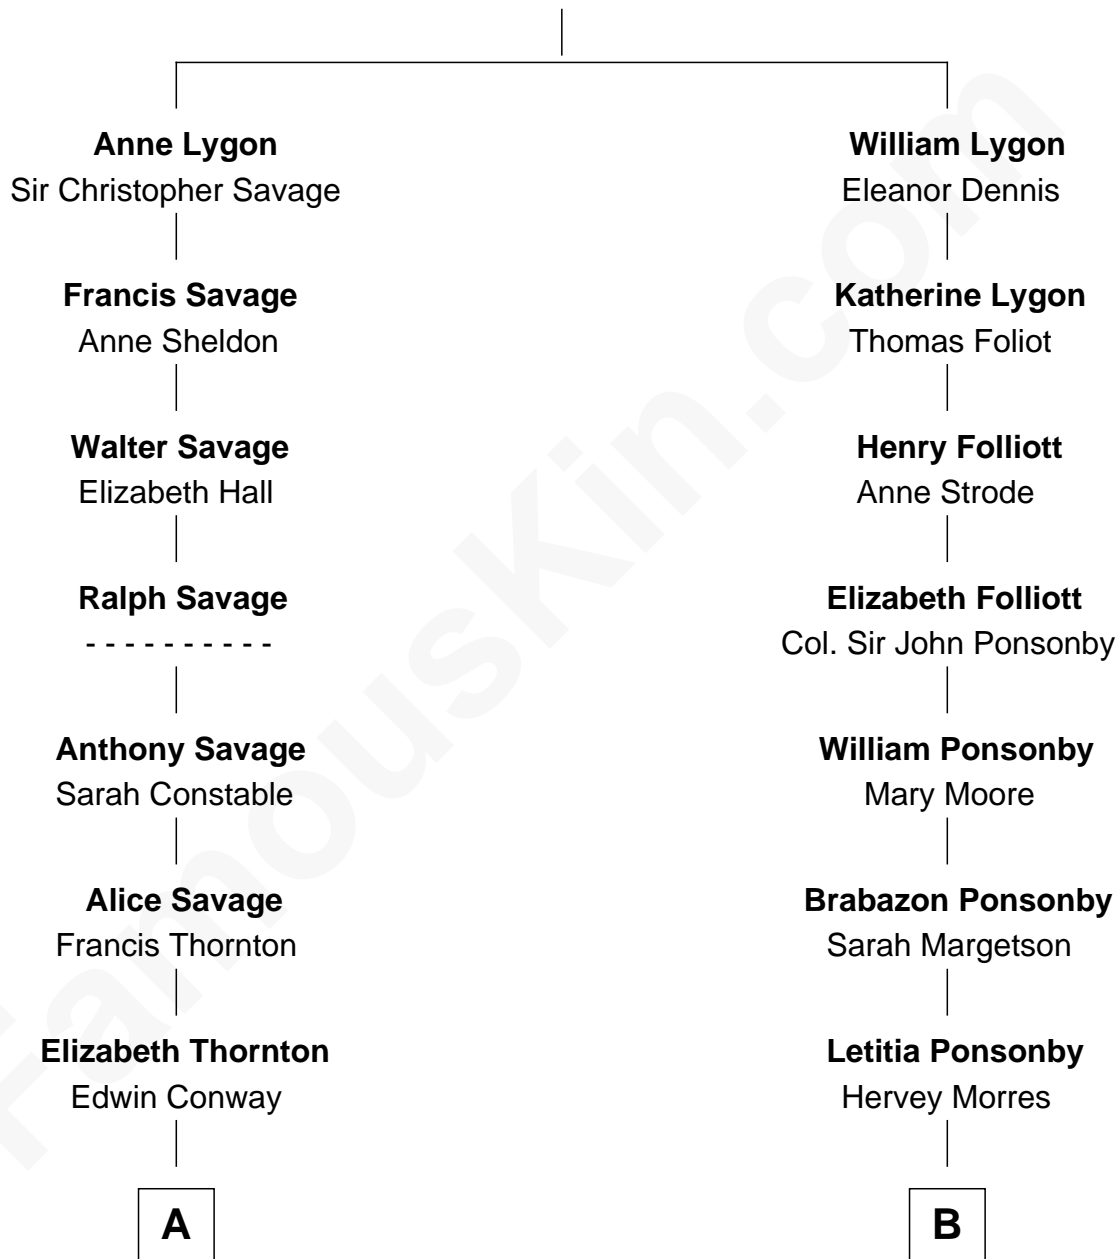 Anne Lygon
Sir Christopher Savage
Francis Savage
Anne Sheldon
Walter Savage
Elizabeth Hall
Ralph Savage
- - - - - - - - - -
Anthony Savage
Sarah Constable
Alice Savage
Francis Thornton
Elizabeth Thornton
Edwin Conway
A
William Lygon
Eleanor Dennis
Katherine Lygon
Thomas Foliot
Henry Folliott
Anne Strode
Elizabeth Folliott
Col. Sir John Ponsonby
William Ponsonby
Mary Moore
Brabazon Ponsonby
Sarah Margetson
Letitia Ponsonby
Hervey Morres
B
FamousKin.com